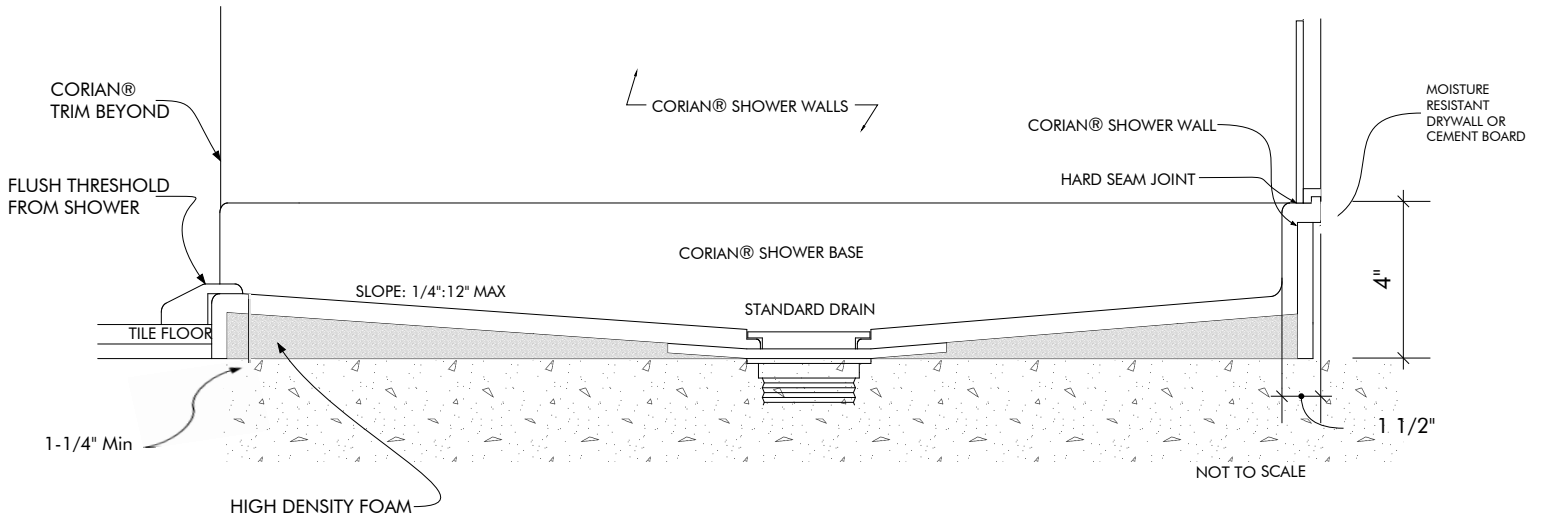 CORIAN®
TRIM BEYOND
CORIAN® SHOWER WALLS
CORIAN® SHOWER WALL
MOISTURE
RESISTANT
DRYWALL OR
CEMENT BOARD
FLUSH THRESHOLD
FROM SHOWER
HARD SEAM JOINT
CORIAN® SHOWER BASE
SLOPE: 1/4":12" MAX
STANDARD DRAIN
4"
TILE FLOOR
1-1/4" Min
1 1/2"
NOT TO SCALE
HIGH DENSITY FOAM